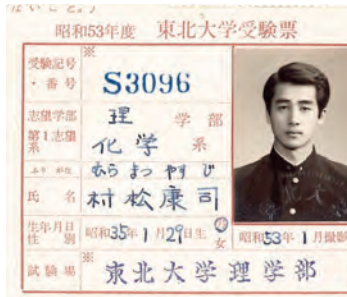 昭和53年度 東北大学受験票
受験記号・番号 ※ S3096
志望学部 理 学部
第1志望系 化学 系
ふりがな むらまつ やすじ
氏名 村松康司
生年月日 昭和35年1月29日生
性別 男 女
昭和53年1月撮影
試験場 ※ 東北大学理学部